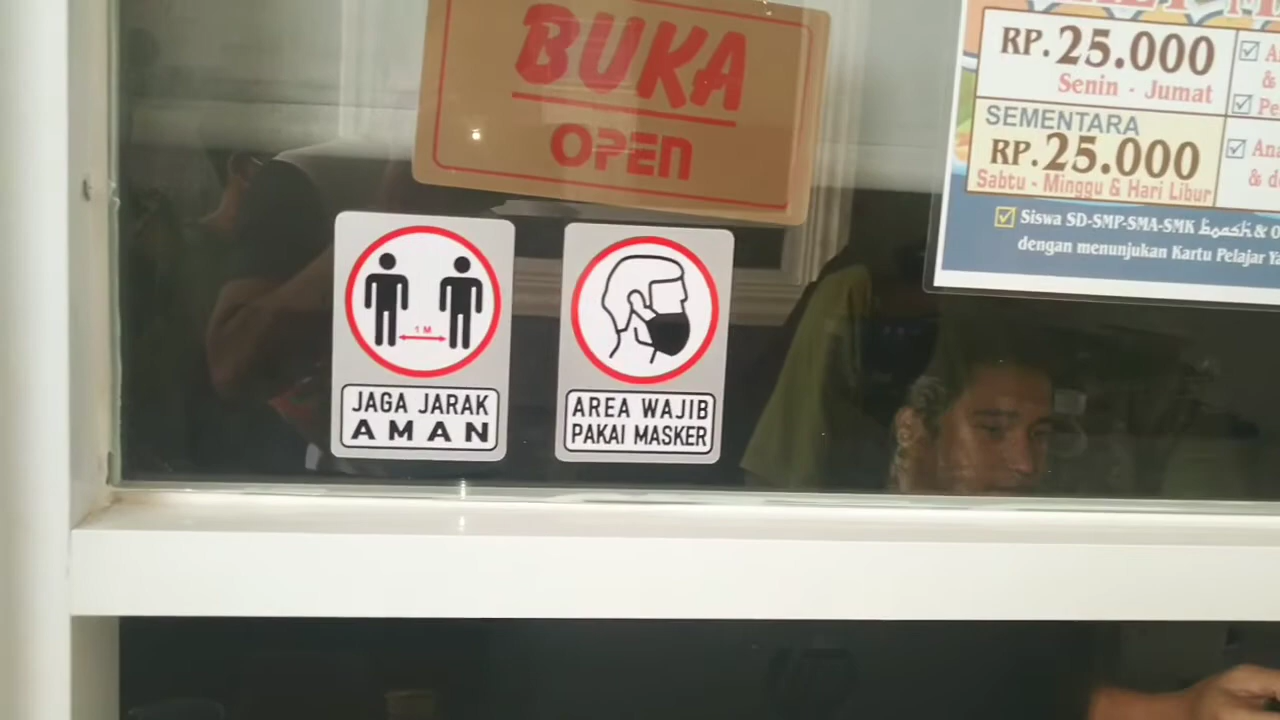 BUKA
OPEN
1 M
JAGA JARAK
AMAN
AREA WAJIB
PAKAI MASKER
RP. 25.000
Senin - Jumat
SEMENTARA
RP. 25.000
Sabtu - Minggu & Hari Libur
&
Ana
&
Siswa SD-SMP-SMA-SMK &
dengan menunjukan Kartu Pelajar